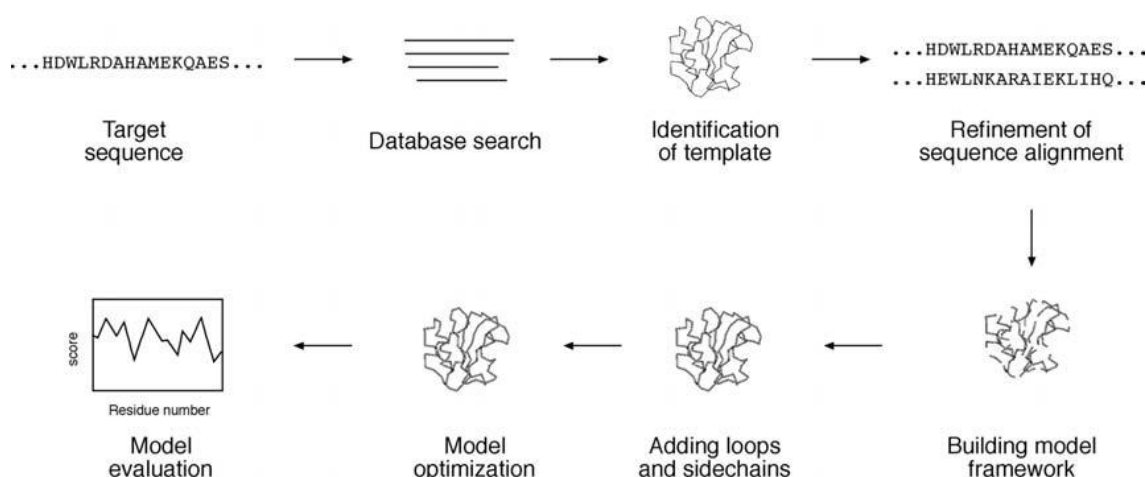 ...HDWLRDAHAMEKQAES...
Target
sequence
Database search
Identification
of template
...HDWLRDAHAMEKQAES...
...HEWLNKARAIEKLIHQ...
Refinement of
sequence alignment
score
Residue number
Model
evaluation
Model
optimization
Adding loops
and sidechains
Building model
framework